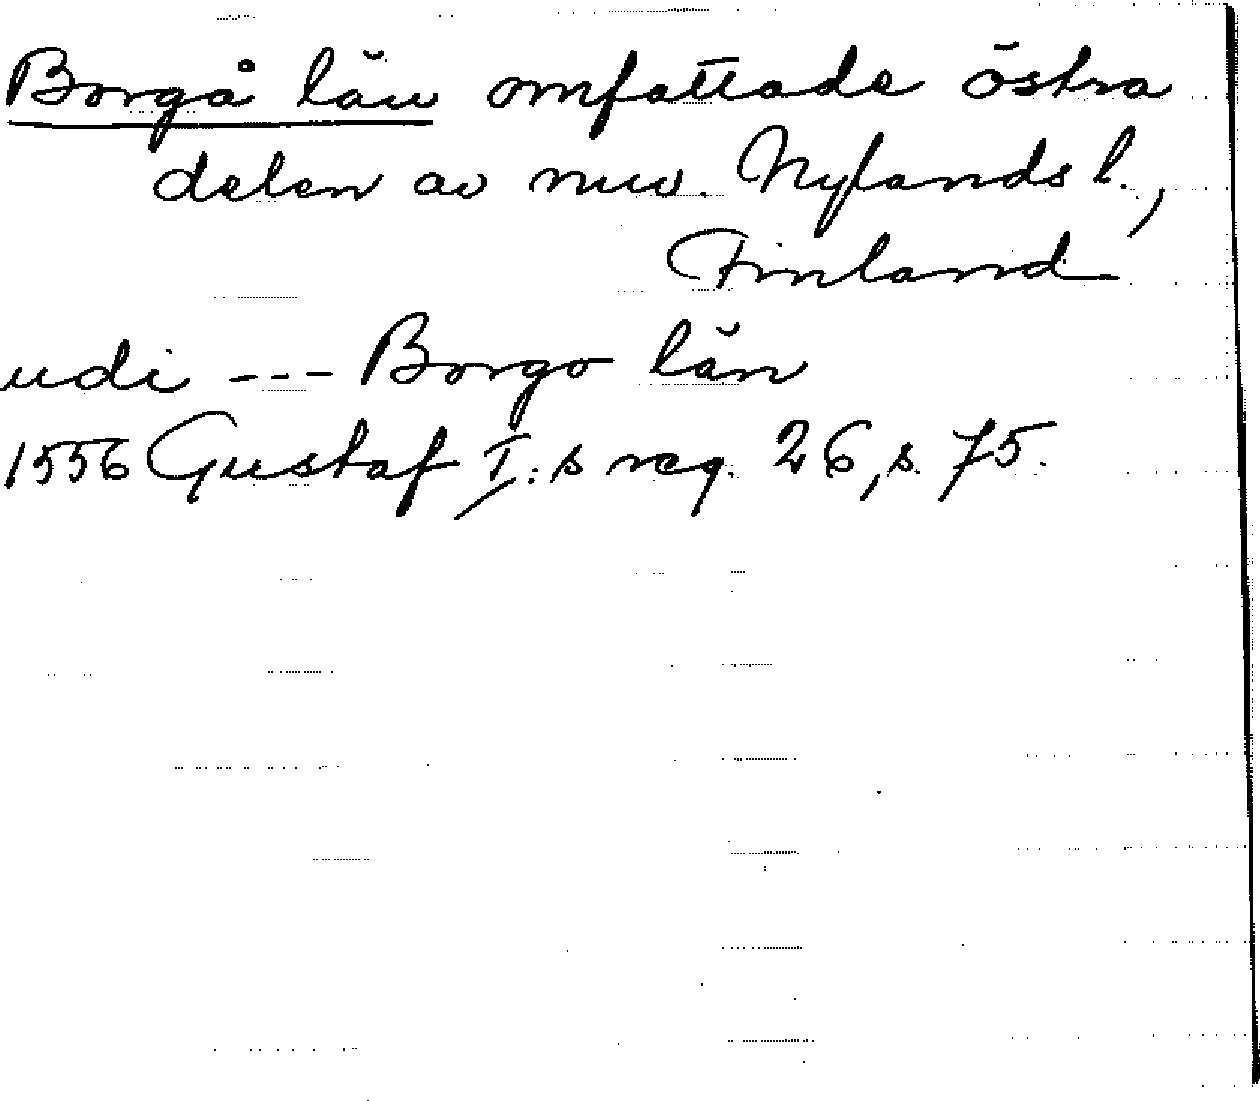 Borgå län omfattade östra
delen av nuv. Nylands l.,
Finland
udi --- Borgo län
1556 Gustaf I:s reg. 26, s. 75.